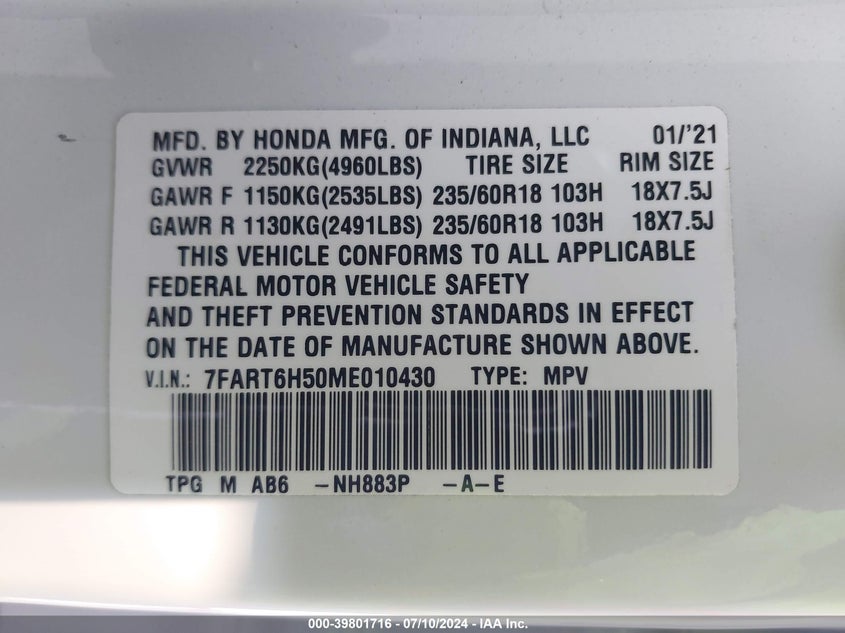 MFD. BY HONDA MFG. OF INDIANA, LLC 01/'21
GVWR 2250KG(4960LBS) TIRE SIZE RIM SIZE
GAWR F 1150KG(2535LBS) 235/60R18 103H 18X7.5J
GAWR R 1130KG(2491LBS) 235/60R18 103H 18X7.5J
THIS VEHICLE CONFORMS TO ALL APPLICABLE
FEDERAL MOTOR VEHICLE SAFETY
AND THEFT PREVENTION STANDARDS IN EFFECT
ON THE DATE OF MANUFACTURE SHOWN ABOVE.
V.I.N.: 7FART6H50ME010430 TYPE: MPV
TPG M AB6 -NH883P -A-E
000-39801716 - 07/10/2024 - IAA Inc.